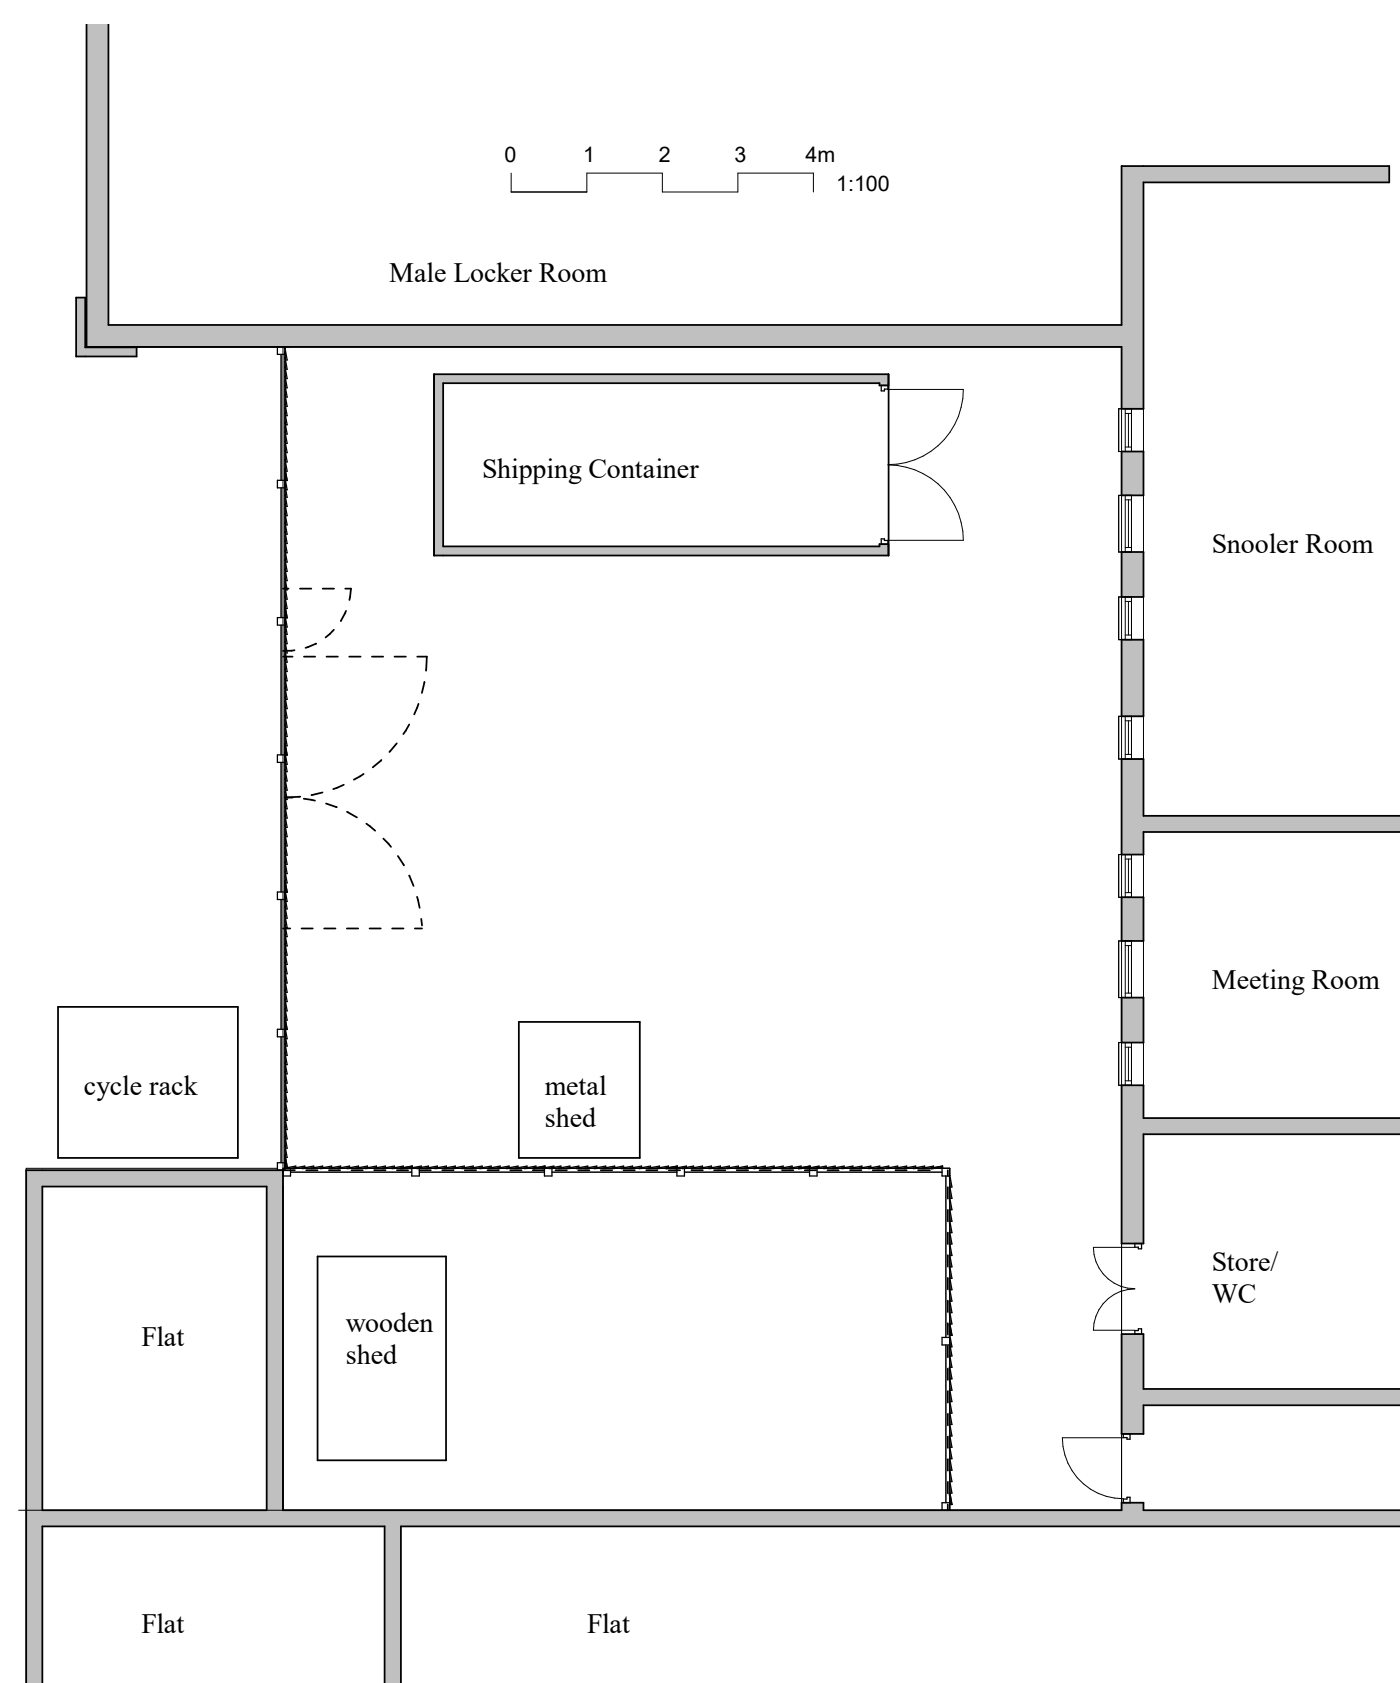 0 1 2 3 4m
1:100
Male Locker Room
Shipping Container
Snooler Room
Meeting Room
cycle rack
metal
shed
Store/
WC
wooden
shed
Flat
Flat
Flat